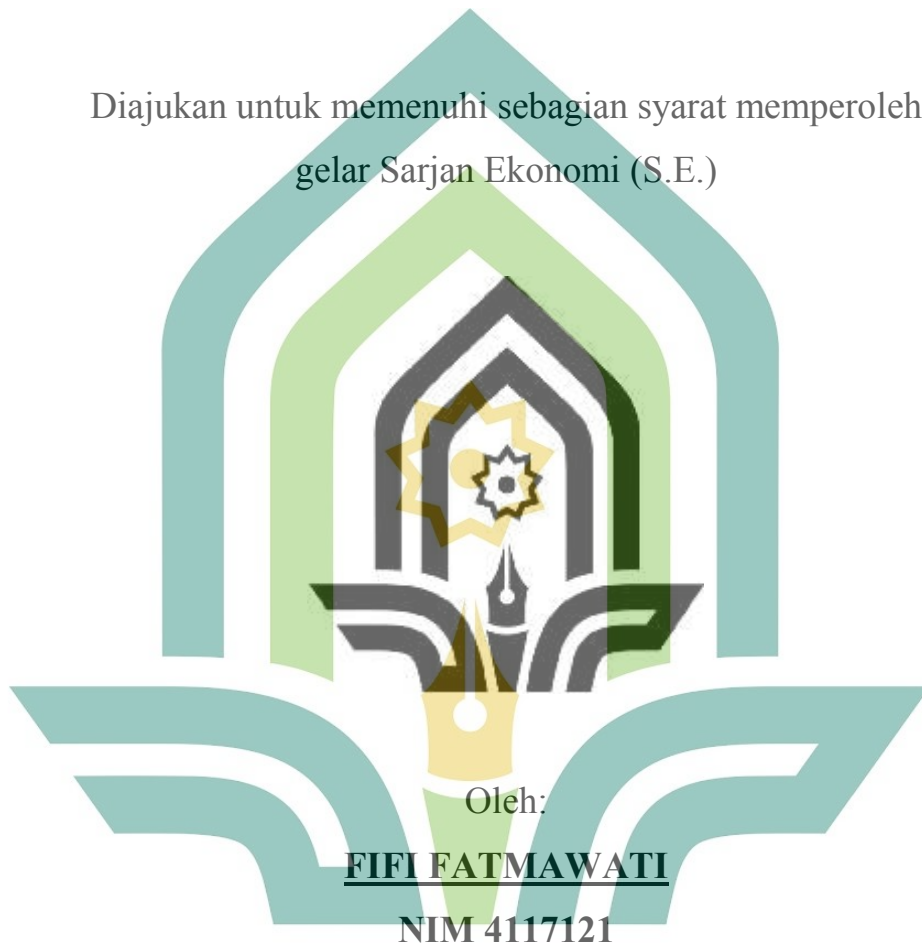 Diajukan untuk memenuhi sebagian syarat memperoleh
gelar Sarjan Ekonomi (S.E.)
Oleh:
FIFI FATMAWATI
NIM 4117121